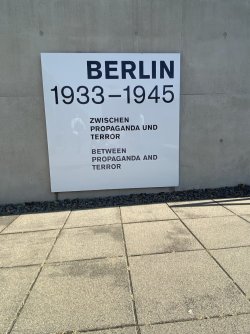 BERLIN
1933–1945
ZWISCHEN
PROPAGANDA UND
TERROR
BETWEEN
PROPAGANDA AND
TERROR